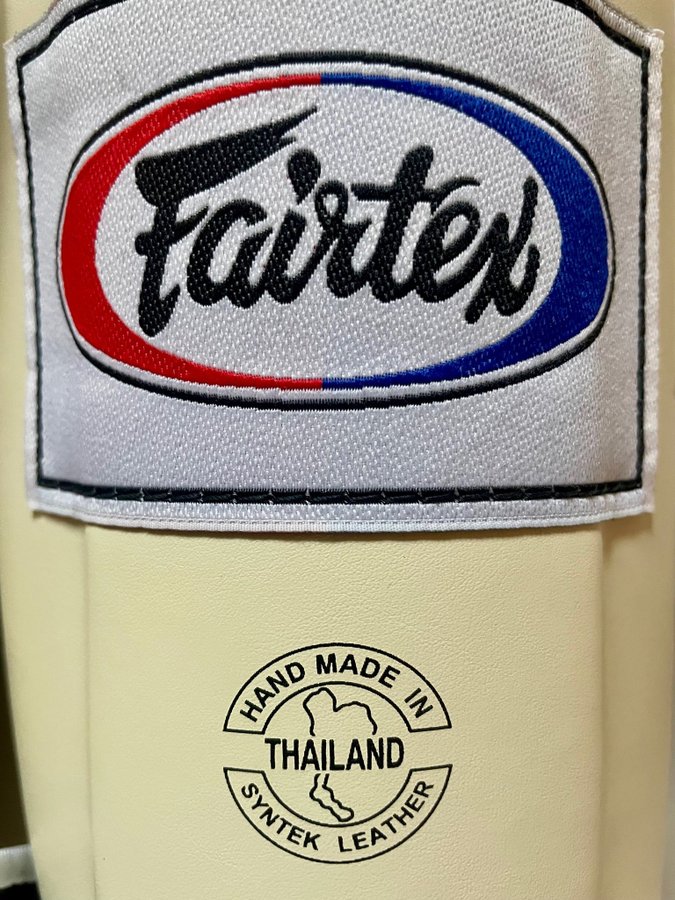 Fairtex
HAND MADE IN
THAILAND
SYNTEK LEATHER